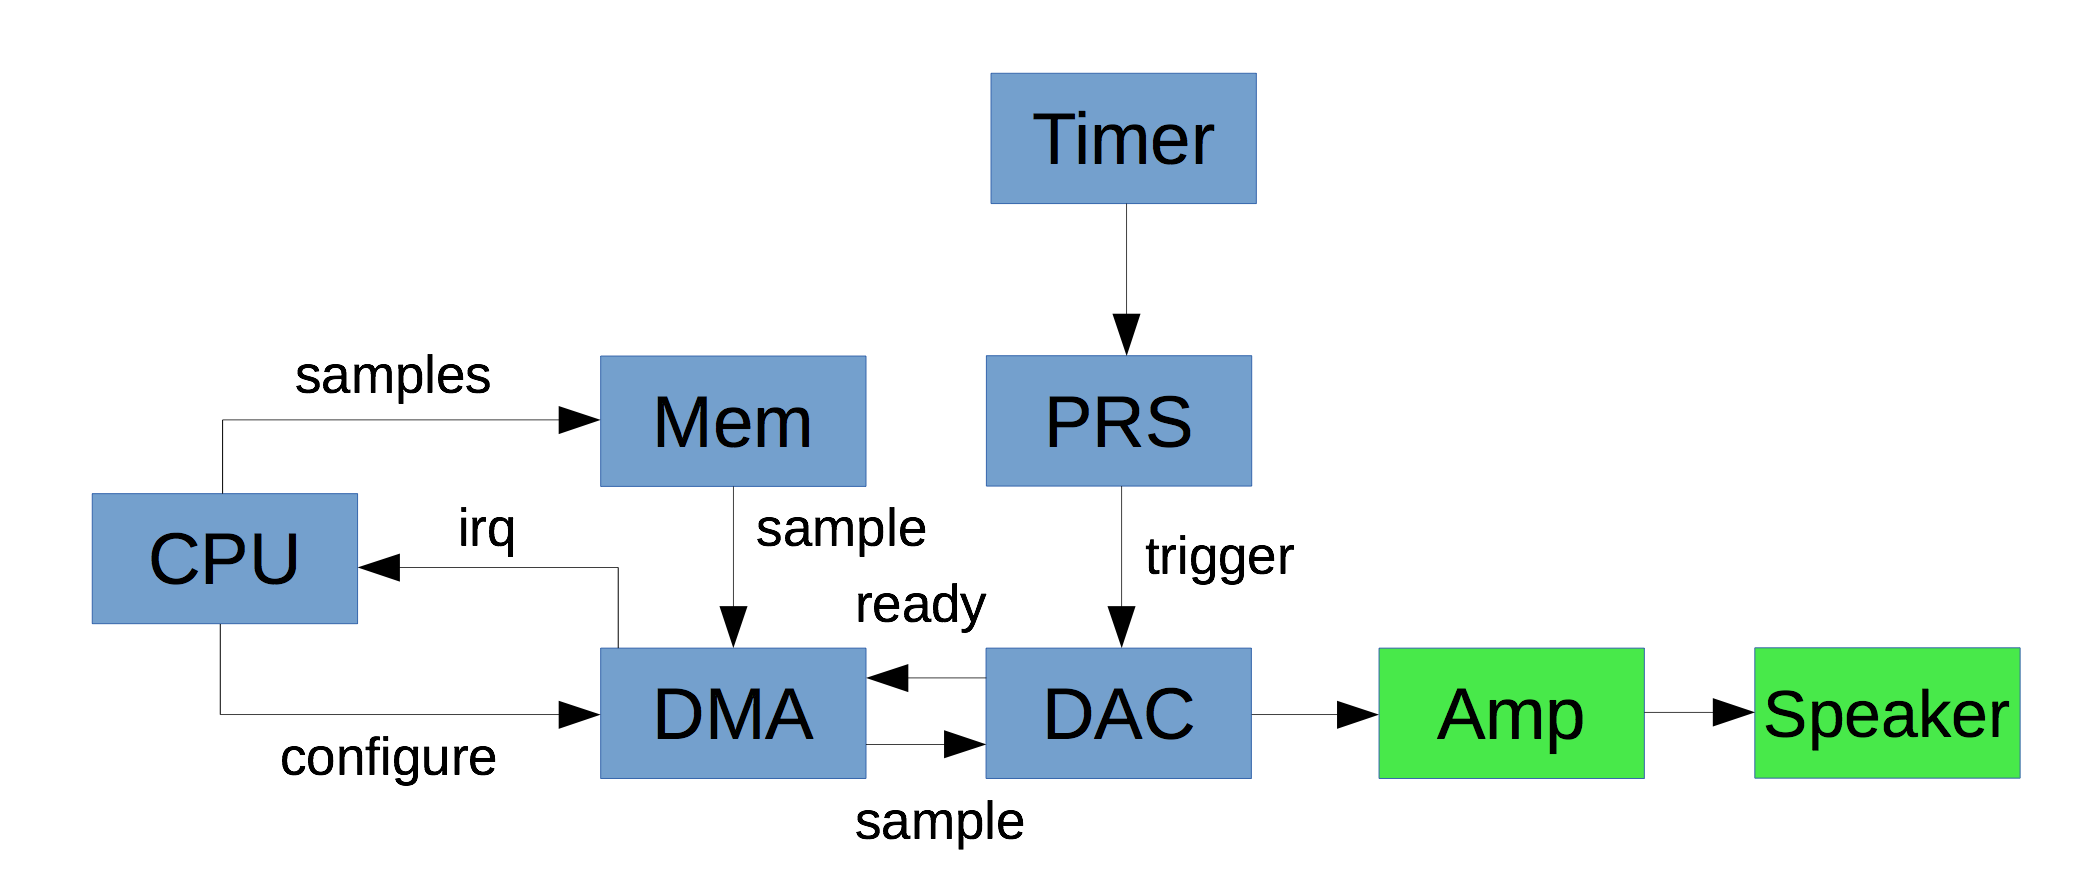 Timer
samples
Mem
PRS
CPU
irq
sample
trigger
ready
DMA
DAC
Amp
Speaker
configure
sample